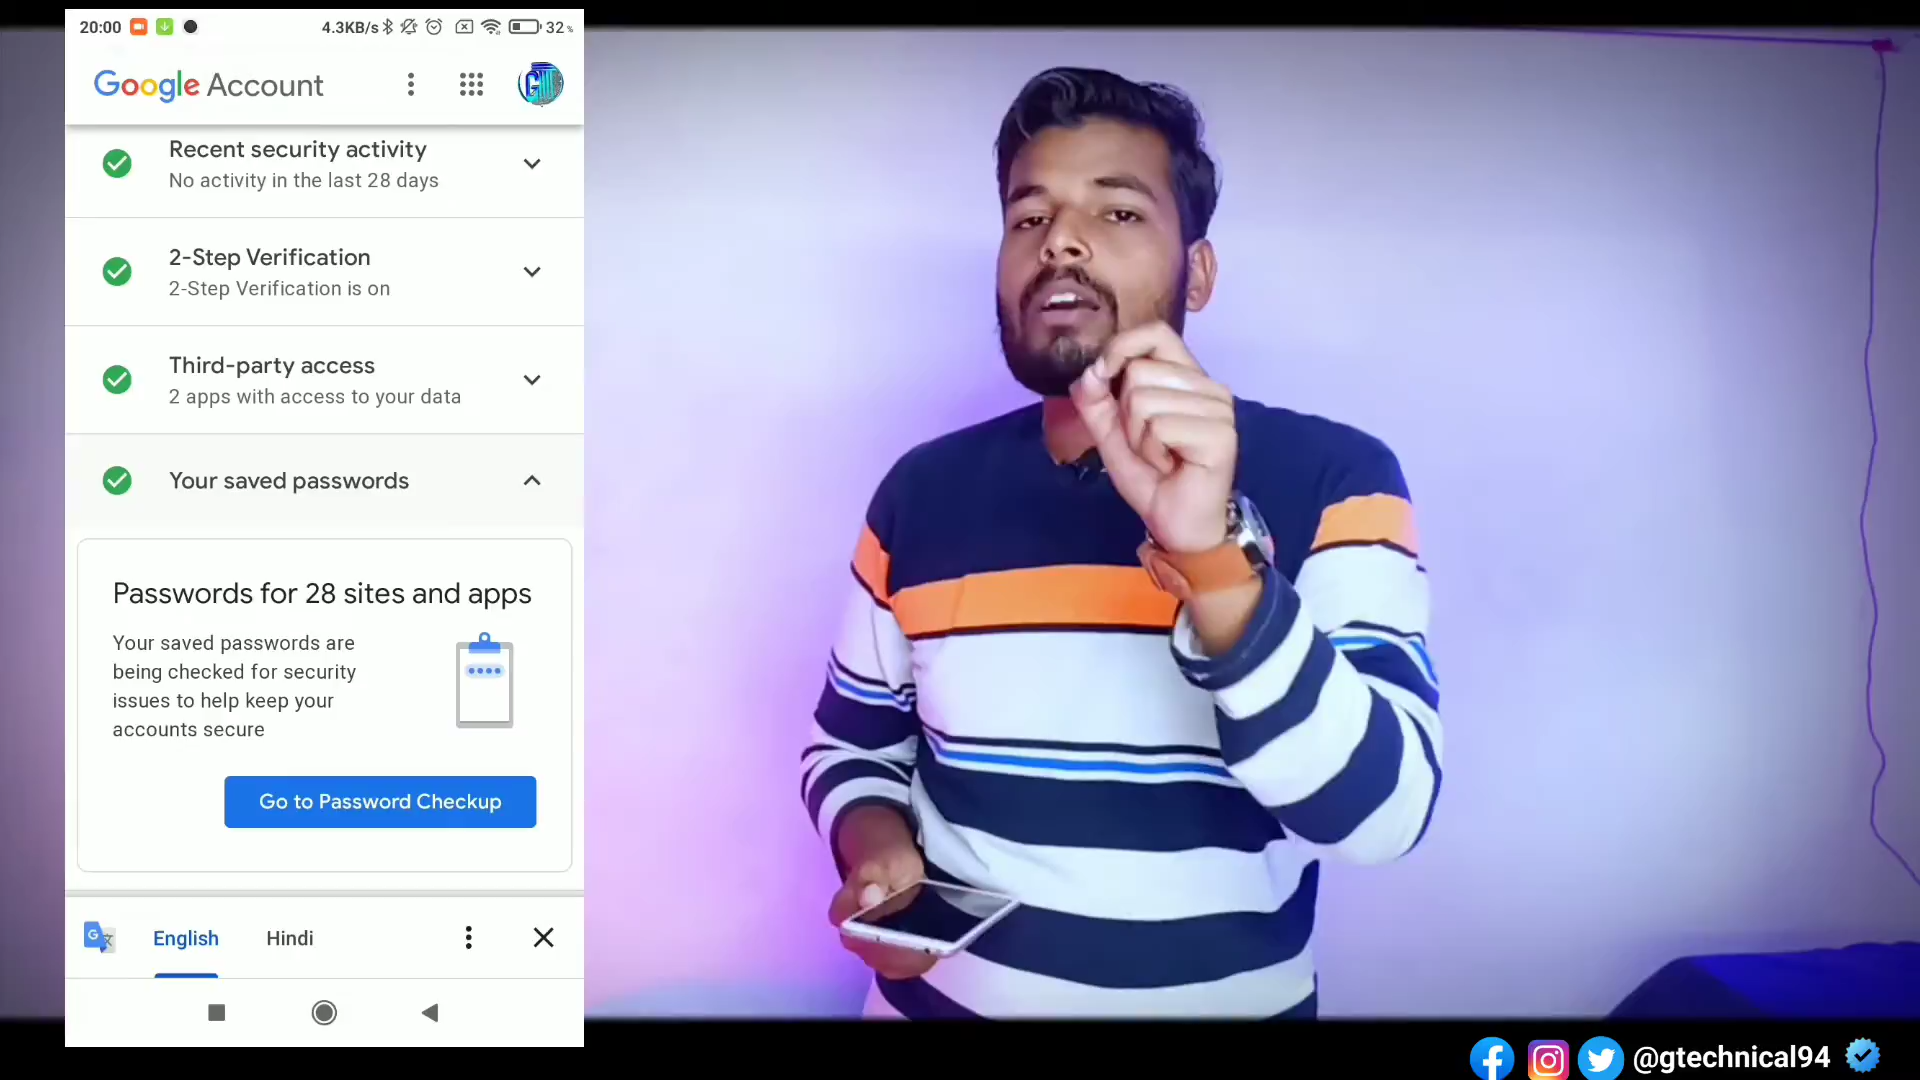 20:00
4.3KB/s
32%
Google Account
Recent security activity
No activity in the last 28 days
2-Step Verification
2-Step Verification is on
Third-party access
2 apps with access to your data
Your saved passwords
Passwords for 28 sites and apps
Your saved passwords are
being checked for security
issues to help keep your
accounts secure
Go to Password Checkup
English
Hindi
@gtechnical94